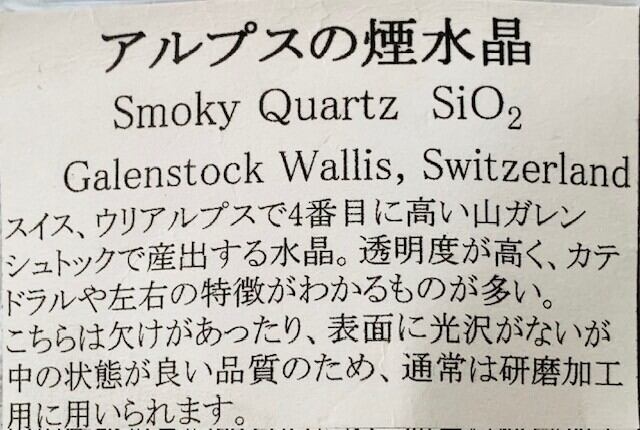 アルプスの煙水晶
Smoky Quartz SiO₂
Galenstock Wallis, Switzerland
スイス、ウリアルプスで4番目に高い山ガレン
シュトックで産出する水晶。透明度が高く、カテ
ドラルや左右の特徴がわかるものが多い。
こちらは欠けがあったり、表面に光沢がないが
中の状態が良い品質のため、通常は研磨加工
用に用いられます。